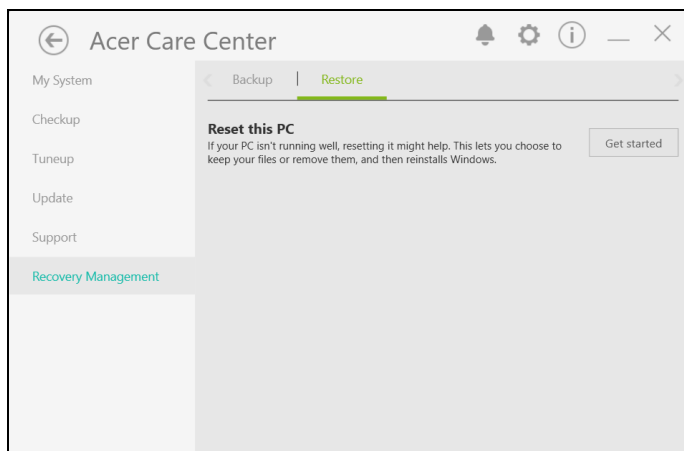 Acer Care Center
My System
Checkup
Tuneup
Update
Support
Recovery Management
Backup | Restore
Reset this PC
If your PC isn't running well, resetting it might help. This lets you choose to
keep your files or remove them, and then reinstalls Windows.
Get started